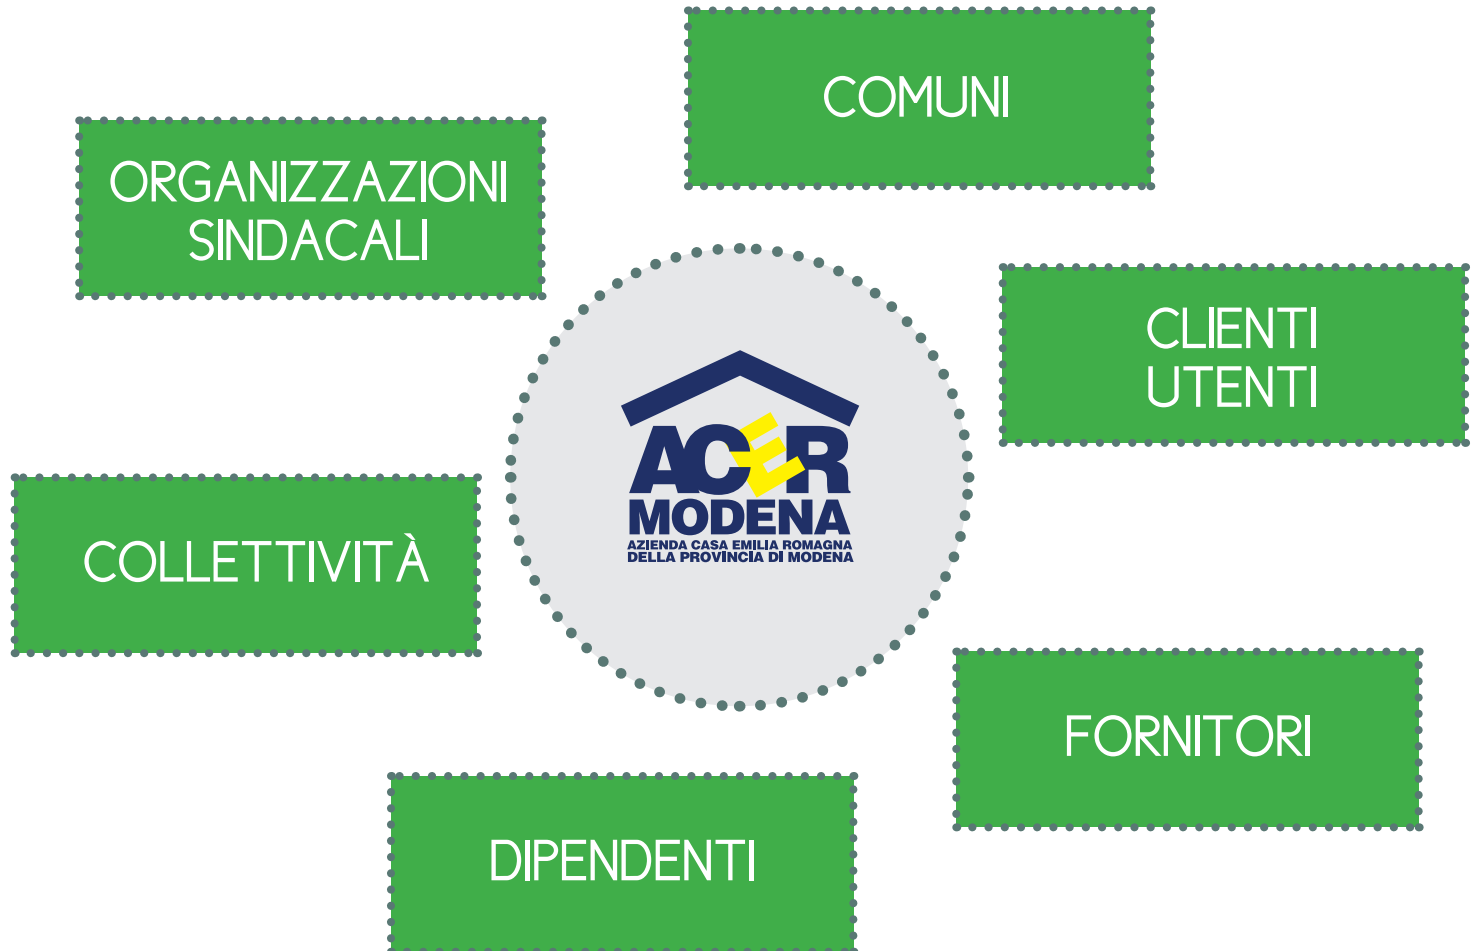 COMUNI
ORGANIZZAZIONI
SINDACALI
CLIENTI
UTENTI
ACER
MODENA
AZIENDA CASA EMILIA ROMAGNA
DELLA PROVINCIA DI MODENA
COLLETTIVITÀ
FORNITORI
DIPENDENTI